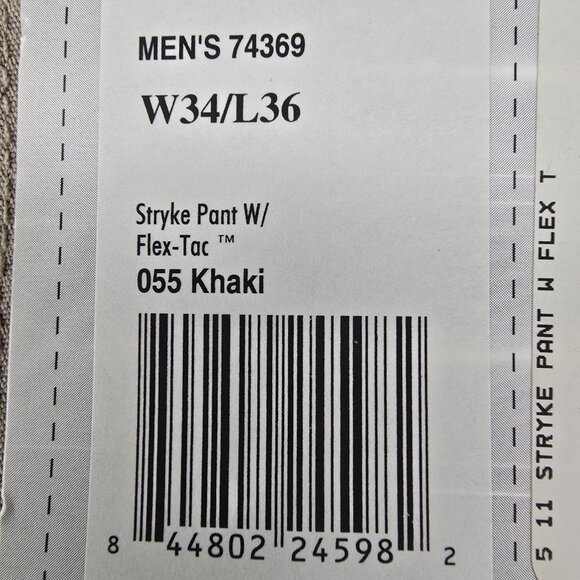 MEN'S 74369
W34/L36
Stryke Pant W/
Flex-Tac ™
055 Khaki
8 44802 24598 2
5 11 STRYKE PANT W FLEX T